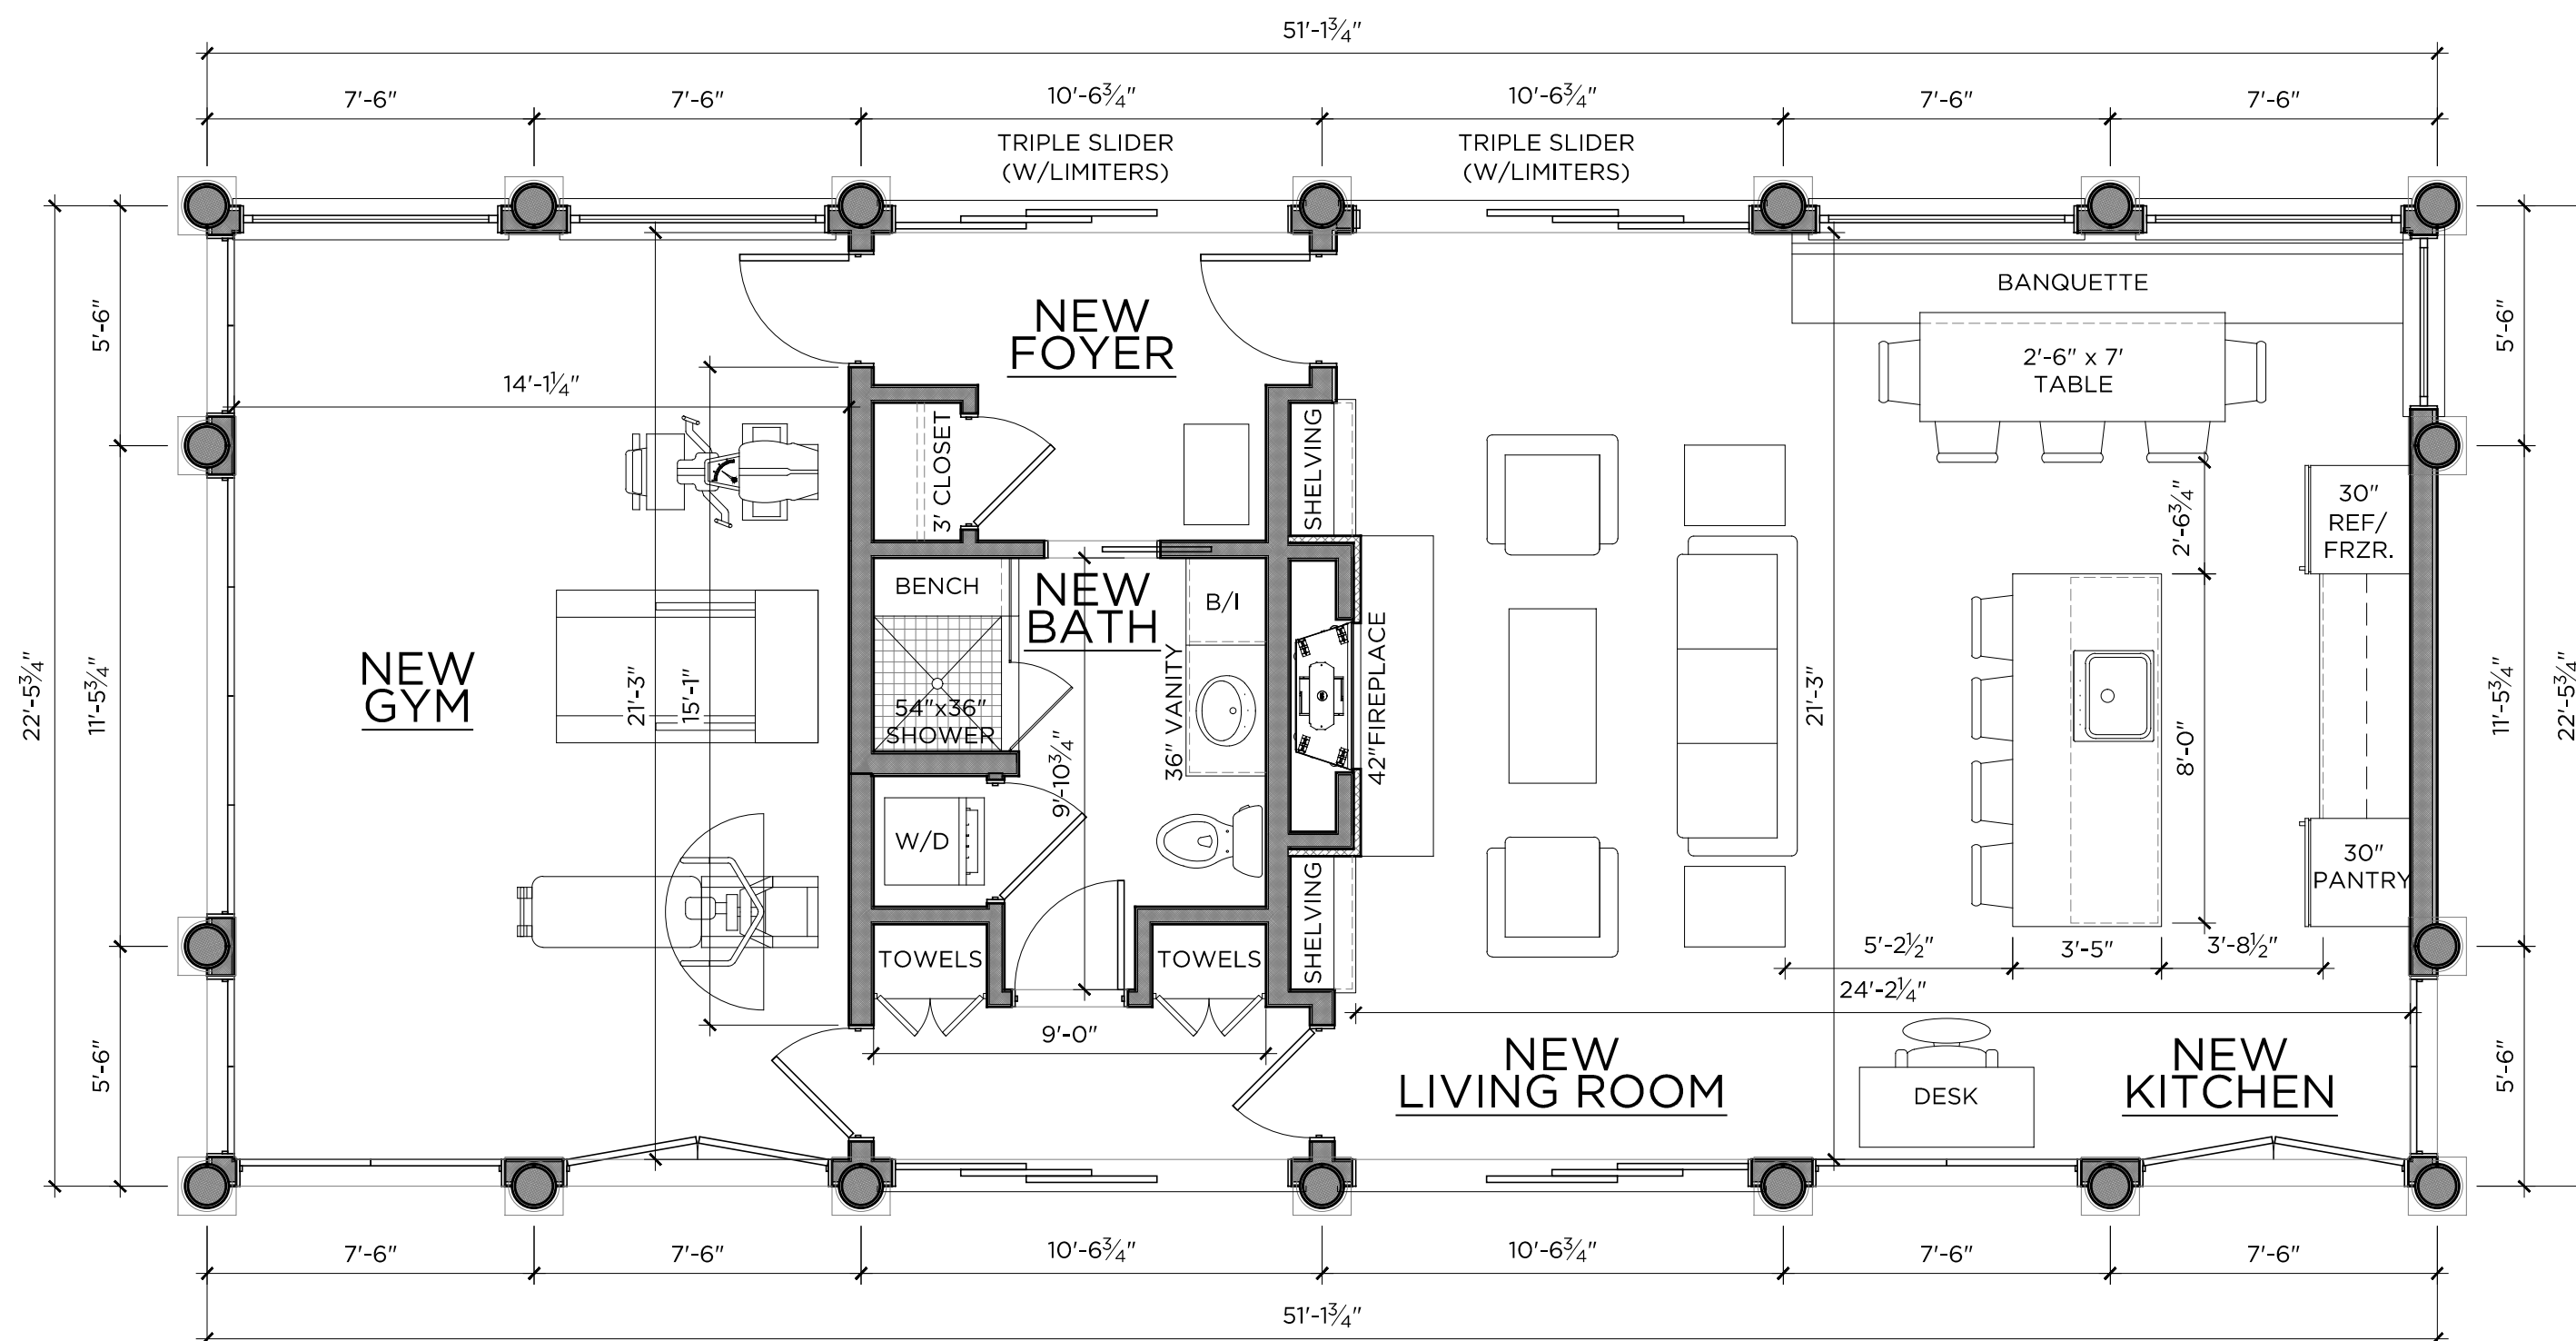 51'-1¾"
7'-6"
7'-6"
10'-6¾"
10'-6¾"
7'-6"
7'-6"
TRIPLE SLIDER
(W/LIMITERS)
TRIPLE SLIDER
(W/LIMITERS)
22'-5¾"
5'-6"
11'-5¾"
5'-6"
14'-1¼"
NEW
GYM
21'-3"
15'-1"
NEW
FOYER
3' CLOSET
BENCH
NEW
BATH
B/I
54"x36"
SHOWER
36" VANITY
9'-10¾"
W/D
TOWELS
TOWELS
9'-0"
SHELVING
42"FIREPLACE
SHELVING
BANQUETTE
2'-6" x 7'
TABLE
2'-6¾"
30"
REF/
FRZR.
21'-3"
8'-0"
30"
PANTRY
5'-2½"
3'-5"
3'-8½"
24'-2¼"
NEW
LIVING ROOM
DESK
NEW
KITCHEN
5'-6"
11'-5¾"
5'-6"
22'-5¾"
7'-6"
7'-6"
10'-6¾"
10'-6¾"
7'-6"
7'-6"
51'-1¾"